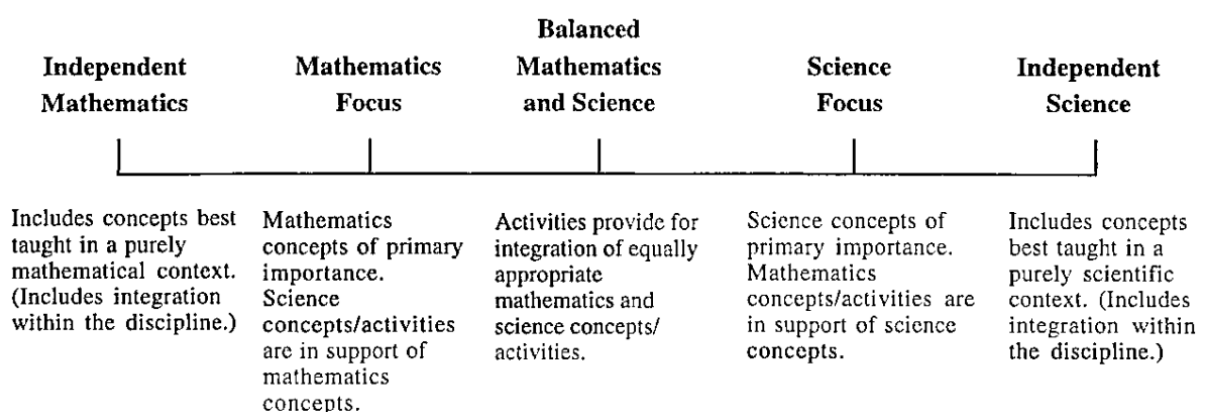 Independent
Mathematics
Mathematics
Focus
Balanced
Mathematics
and Science
Science
Focus
Independent
Science
Includes concepts best
taught in a purely
mathematical context.
(Includes integration
within the discipline.)
Mathematics
concepts of primary
importance.
Science
concepts/activities
are in support of
mathematics
concepts.
Activities provide for
integration of equally
appropriate
mathematics and
science concepts/
activities.
Science concepts of
primary importance.
Mathematics
concepts/activities are
in support of science
concepts.
Includes concepts
best taught in a
purely scientific
context. (Includes
integration within
the discipline.)